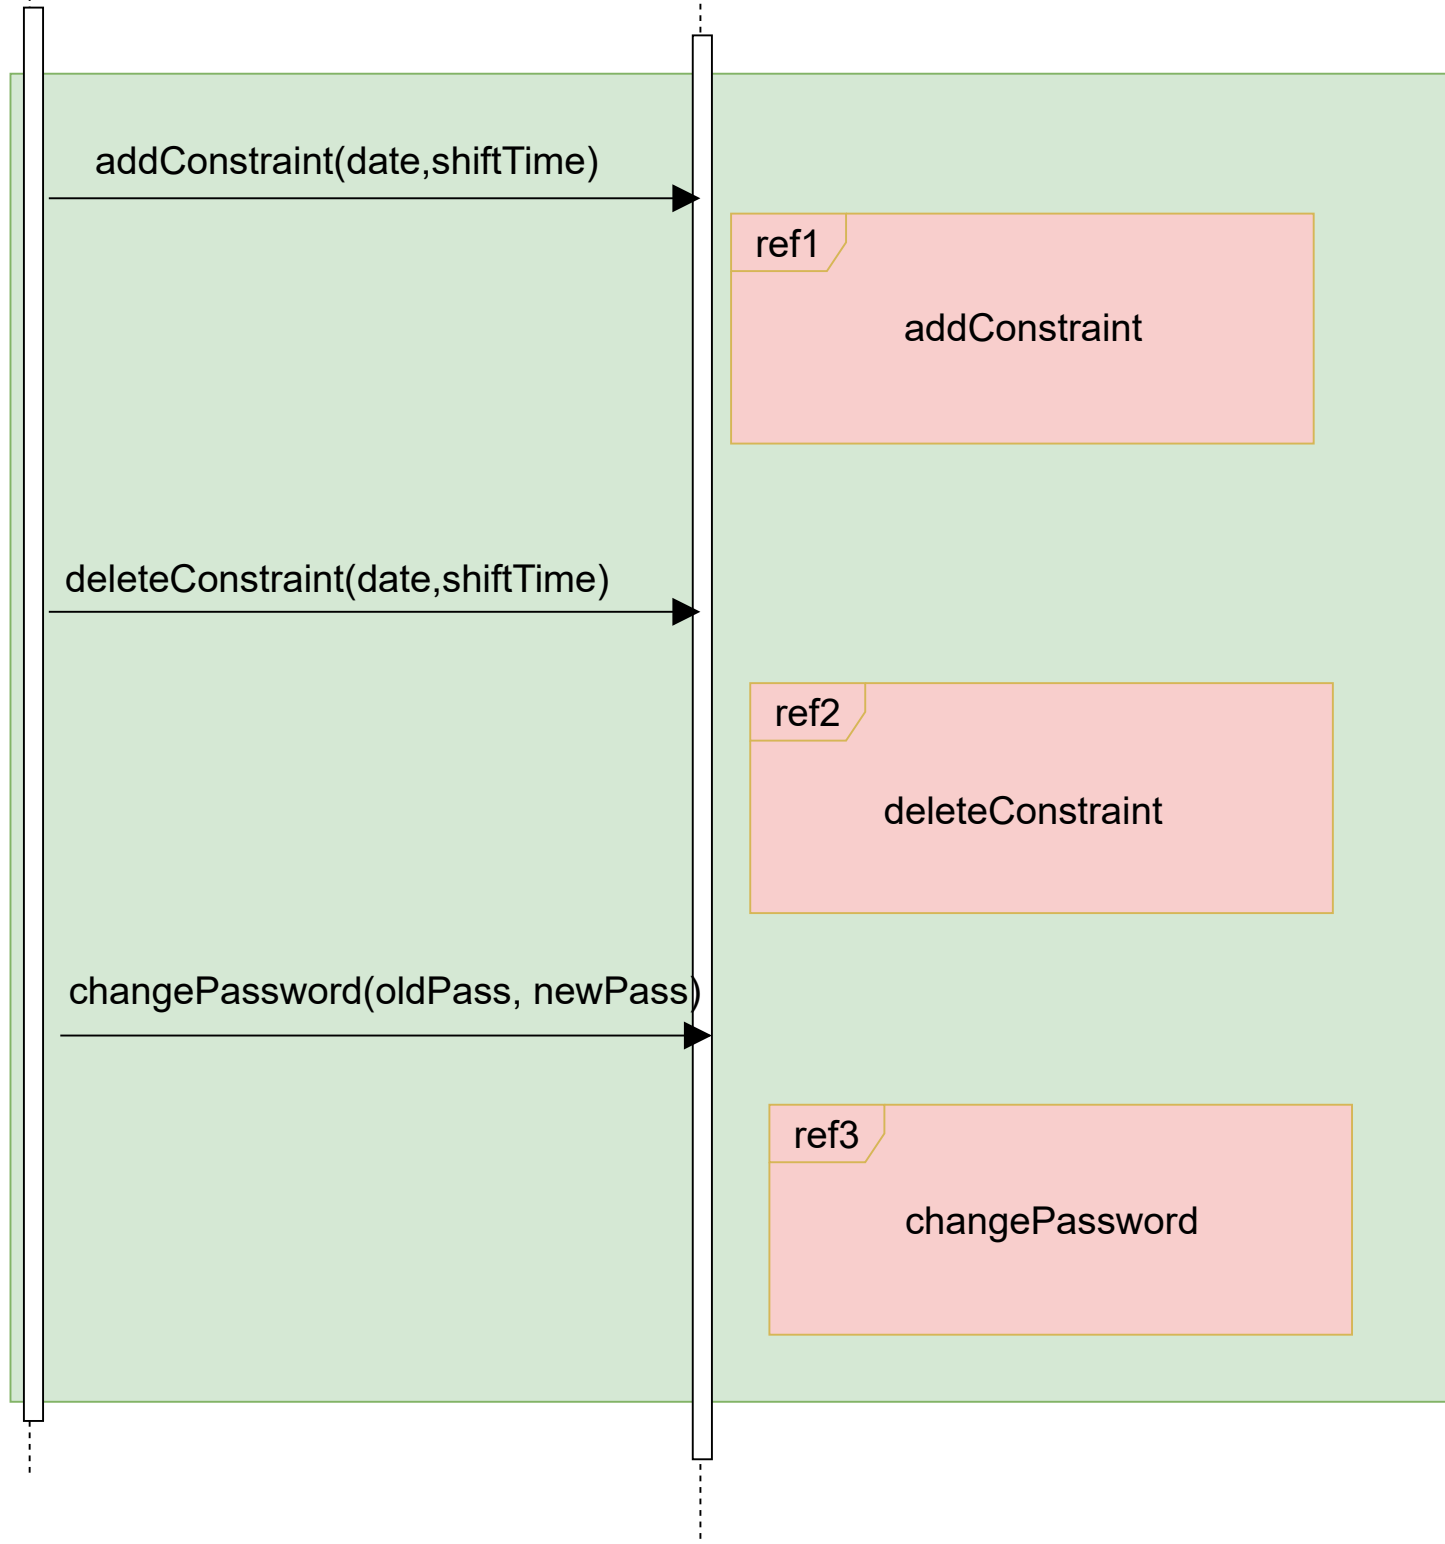 addConstraint(date,shiftTime)
ref1
addConstraint
deleteConstraint(date,shiftTime)
ref2
deleteConstraint
changePassword(oldPass, newPass)
ref3
changePassword